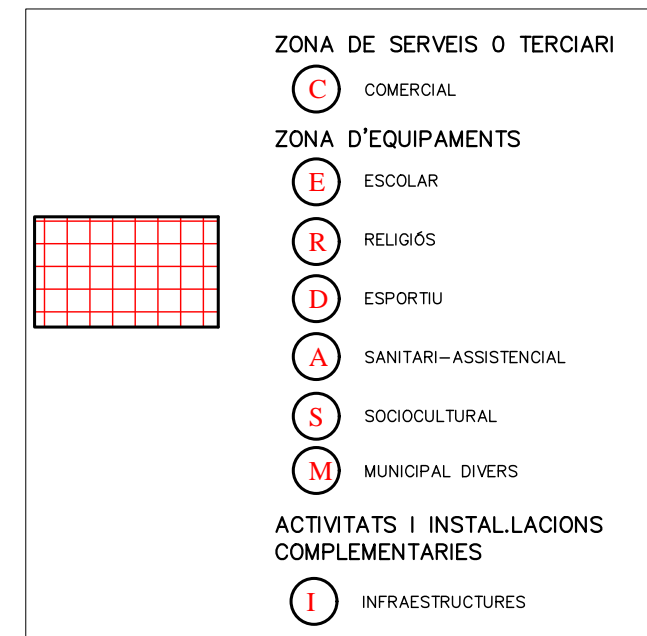 ZONA DE SERVEIS O TERCIARI
C COMERCIAL
ZONA D'EQUIPAMENTS
E ESCOLAR
R RELIGIÓS
D ESPORTIU
A SANITARI-ASSISTENCIAL
S SOCIOCULTURAL
M MUNICIPAL DIVERS
ACTIVITATS I INSTAL.LACIONS
COMPLEMENTARIES
I INFRAESTRUCTURES